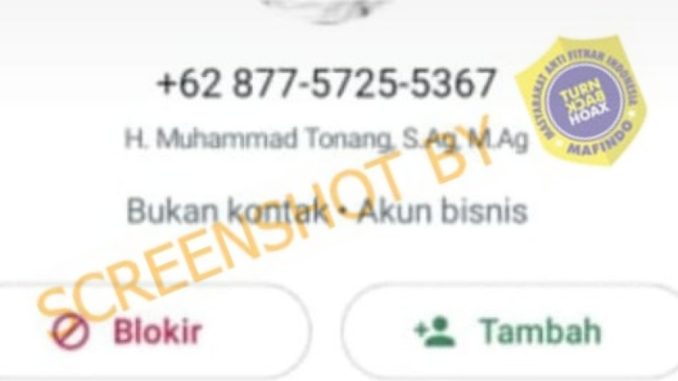 +62 877-5725-5367
H. Muhammad Tonang, S.Ag, M.Ag
Bukan kontak • Akun bisnis
SCREENSHOT BY
Blokir
Tambah
MASYARAKAT ANTI FITNAH INDONESIA
TURN
BACK
HOAX
MAFINDO